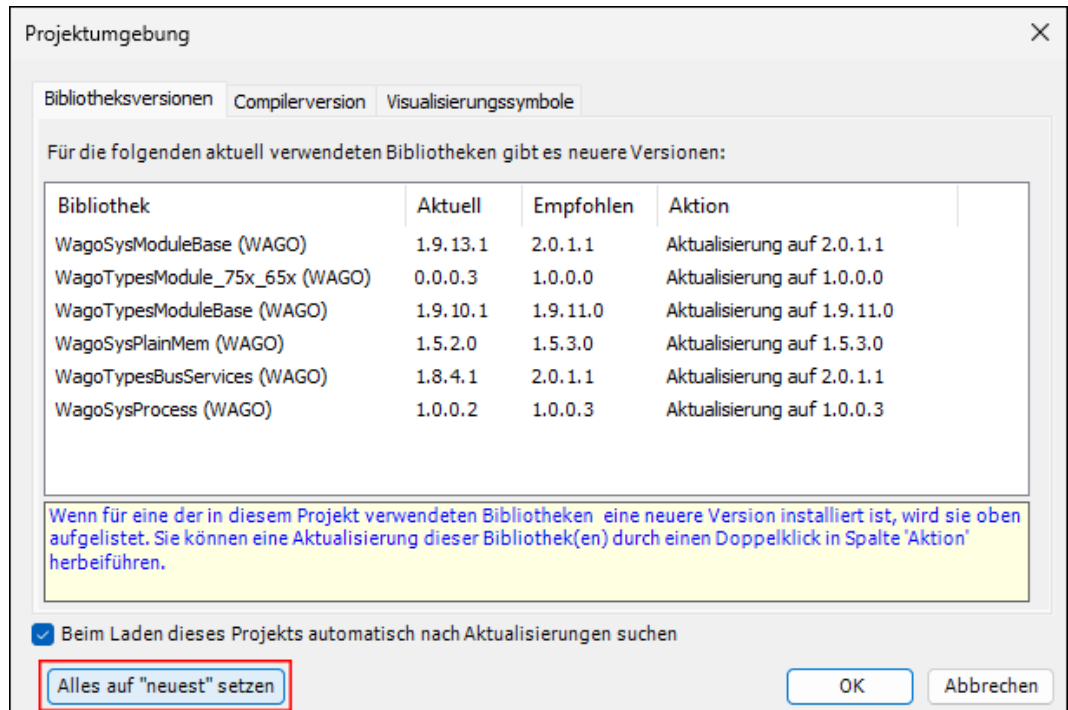 Projektumgebung
Bibliotheksversionen Compilerversion Visualisierungssymbole
Für die folgenden aktuell verwendeten Bibliotheken gibt es neuere Versionen:
Bibliothek Aktuell Empfohlen Aktion
WagoSysModuleBase (WAGO) 1.9.13.1 2.0.1.1 Aktualisierung auf 2.0.1.1
WagoTypesModule_75x_65x (WAGO) 0.0.0.3 1.0.0.0 Aktualisierung auf 1.0.0.0
WagoTypesModuleBase (WAGO) 1.9.10.1 1.9.11.0 Aktualisierung auf 1.9.11.0
WagoSysPlainMem (WAGO) 1.5.2.0 1.5.3.0 Aktualisierung auf 1.5.3.0
WagoTypesBusServices (WAGO) 1.8.4.1 2.0.1.1 Aktualisierung auf 2.0.1.1
WagoSysProcess (WAGO) 1.0.0.2 1.0.0.3 Aktualisierung auf 1.0.0.3
Wenn für eine der in diesem Projekt verwendeten Bibliotheken eine neuere Version installiert ist, wird sie oben
aufgelistet. Sie können eine Aktualisierung dieser Bibliothek(en) durch einen Doppelklick in Spalte 'Aktion'
herbeiführen.
Beim Laden dieses Projekts automatisch nach Aktualisierungen suchen
Alles auf "neuest" setzen OK Abbrechen